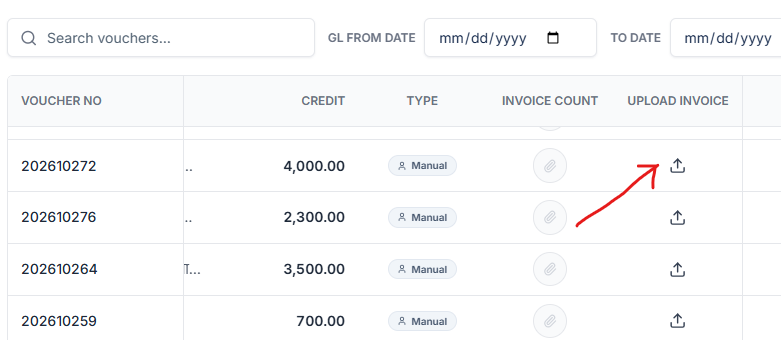 Search vouchers... GL FROM DATE mm/dd/yyyy TO DATE mm/dd/yyyy
VOUCHER NO CREDIT TYPE INVOICE COUNT UPLOAD INVOICE
202610272 .. 4,000.00 Manual
202610276 .. 2,300.00 Manual
202610264 T... 3,500.00 Manual
202610259 700.00 Manual